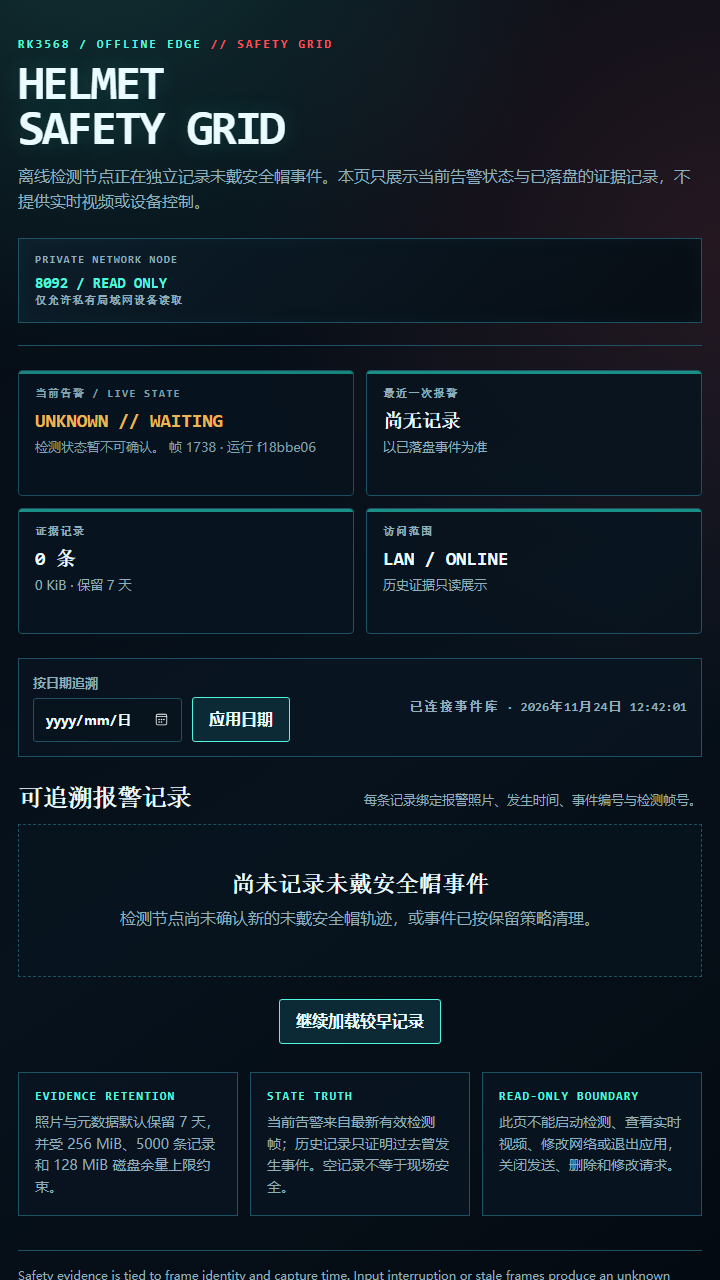 RK3568 / OFFLINE EDGE // SAFETY GRID
HELMET
SAFETY GRID
离线检测节点正在独立记录未戴安全帽事件。本页只展示当前告警状态与已落盘的证据记录，不
提供实时视频或设备控制。
PRIVATE NETWORK NODE
8092 / READ ONLY
仅允许私有局域网设备读取
当前告警 / LIVE STATE
UNKNOWN // WAITING
检测状态暂不可确认。 帧 1738 · 运行 f18bbe06
最近一次报警
尚无记录
以已落盘事件为准
证据记录
0 条
0 KiB · 保留 7 天
访问范围
LAN / ONLINE
历史证据只读展示
按日期追溯
yyyy/mm/日
应用日期
已连接事件库 · 2026年11月24日 12:42:01
可追溯报警记录
每条记录绑定报警照片、发生时间、事件编号与检测帧号。
尚未记录未戴安全帽事件
检测节点尚未确认新的未戴安全帽轨迹，或事件已按保留策略清理。
继续加载较早记录
EVIDENCE RETENTION
照片与元数据默认保留 7 天，
并受 256 MiB、5000 条记录
和 128 MiB 磁盘余量上限约
束。
STATE TRUTH
当前告警来自最新有效检测
帧；历史记录只证明过去曾发
生事件。空记录不等于现场安
全。
READ-ONLY BOUNDARY
此页不能启动检测、查看实时
视频、修改网络或退出应用，
关闭发送、删除和修改请求。
Safety evidence is tied to frame identity and capture time. Input interruption or stale frames produce an unknown